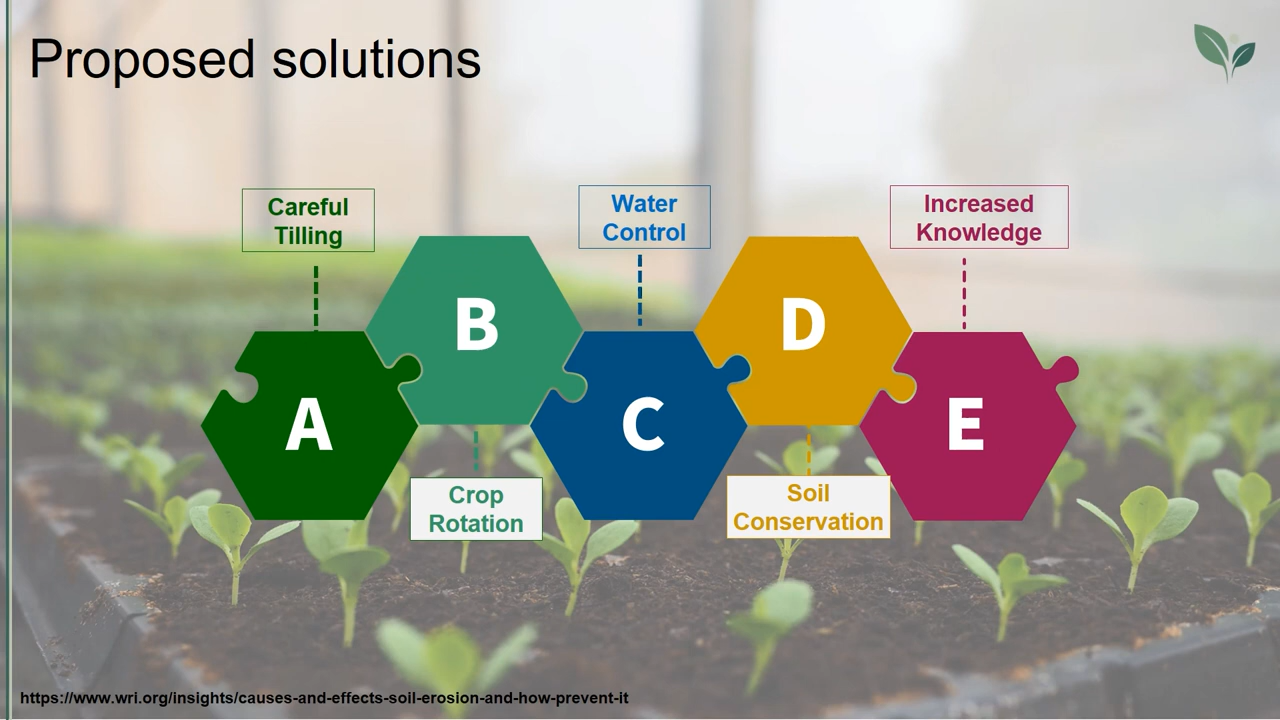 Proposed solutions
Careful
Tilling
Water
Control
Increased
Knowledge
B
D
A
C
E
Crop
Rotation
Soil
Conservation
https://www.wri.org/insights/causes-and-effects-soil-erosion-and-how-prevent-it